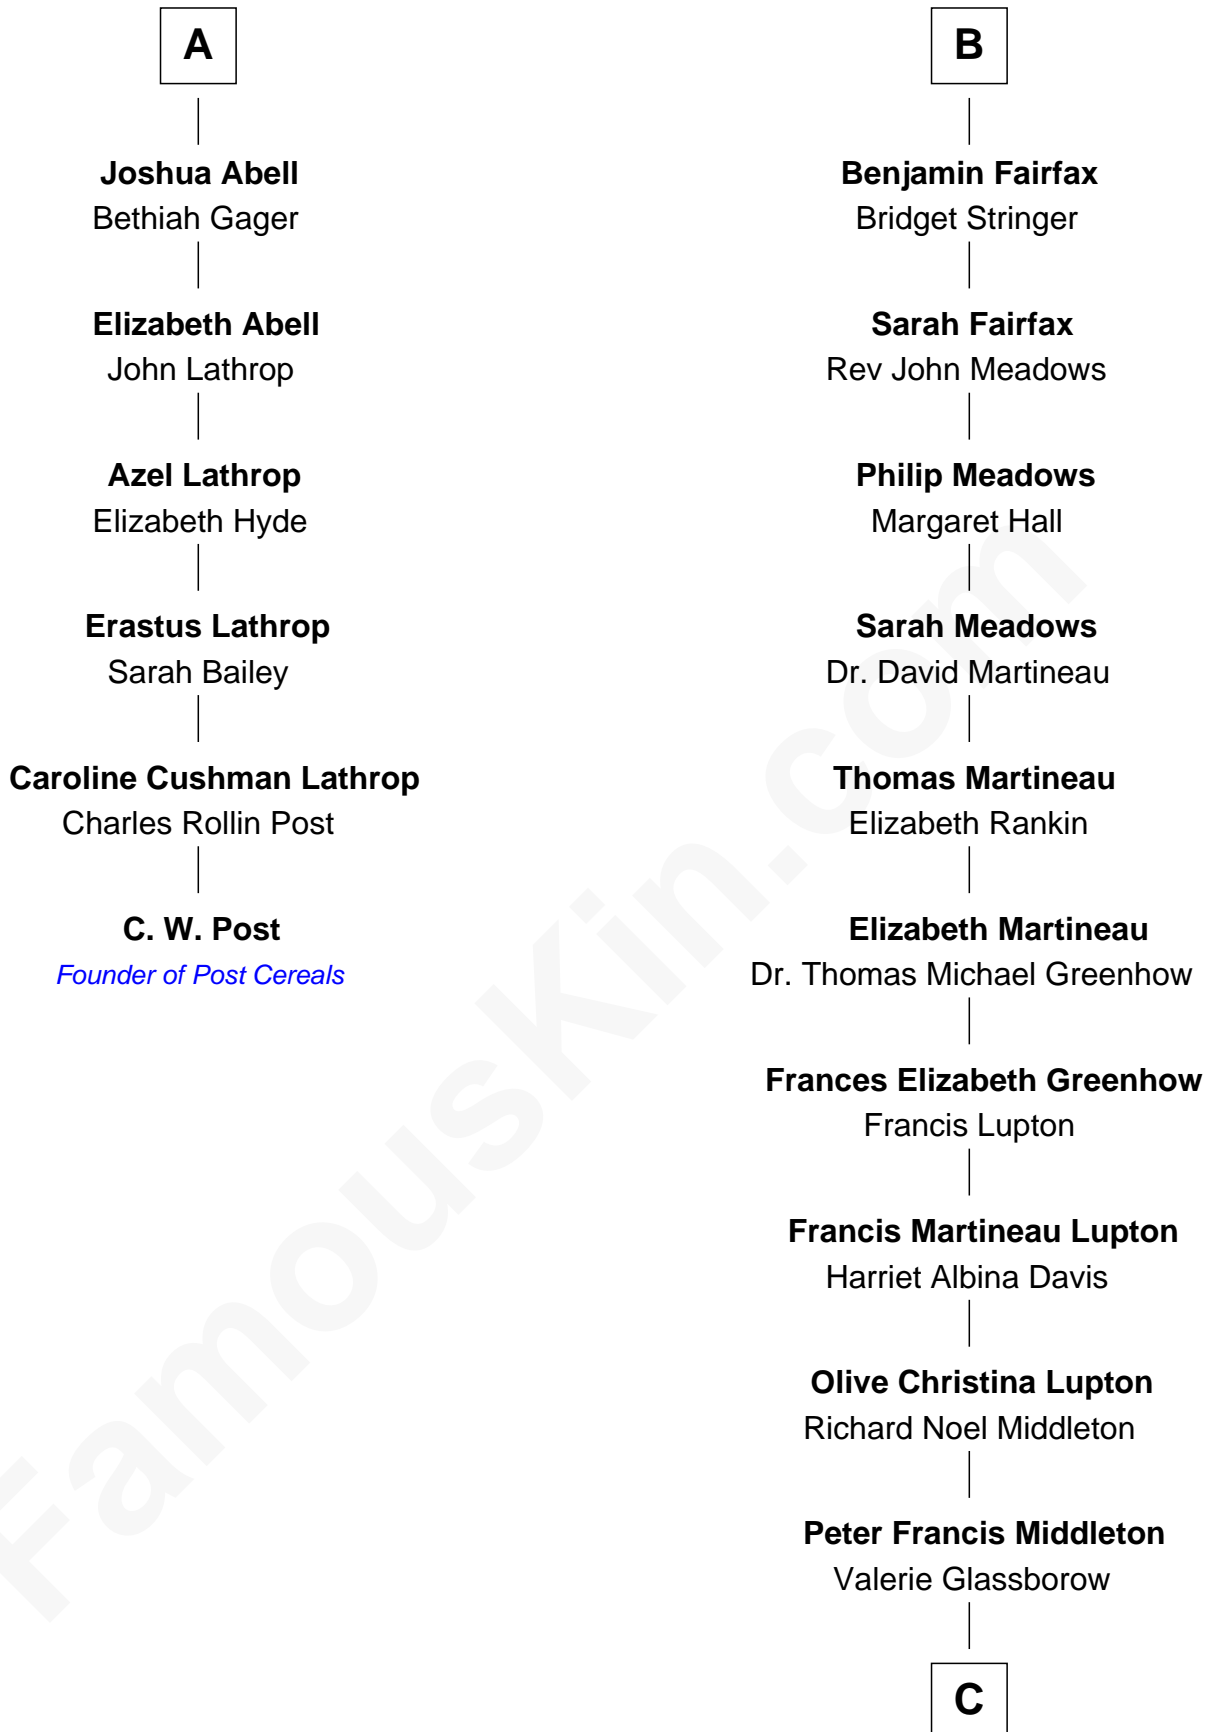 A
Joshua Abell
Bethiah Gager
Elizabeth Abell
John Lathrop
Azel Lathrop
Elizabeth Hyde
Erastus Lathrop
Sarah Bailey
Caroline Cushman Lathrop
Charles Rollin Post
C. W. Post
Founder of Post Cereals
B
Benjamin Fairfax
Bridget Stringer
Sarah Fairfax
Rev John Meadows
Philip Meadows
Margaret Hall
Sarah Meadows
Dr. David Martineau
Thomas Martineau
Elizabeth Rankin
Elizabeth Martineau
Dr. Thomas Michael Greenhow
Frances Elizabeth Greenhow
Francis Lupton
Francis Martineau Lupton
Harriet Albina Davis
Olive Christina Lupton
Richard Noel Middleton
Peter Francis Middleton
Valerie Glassborow
C
FamousKin.com